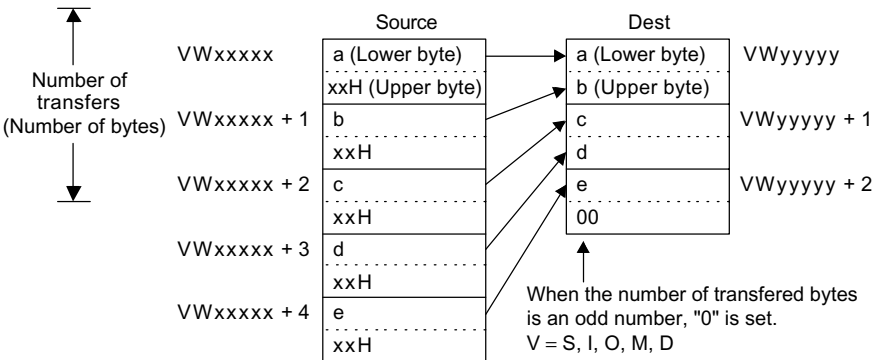 Source Dest
VWxxxxx a (Lower byte) a (Lower byte) VWyyyyy
xxH (Upper byte) b (Upper byte)
Number of
transfers
(Number of bytes)
VWxxxxx + 1 b c VWyyyyy + 1
xxH d
VWxxxxx + 2 c e VWyyyyy + 2
xxH 00
VWxxxxx + 3 d
xxH
VWxxxxx + 4 e
xxH
When the number of transfered bytes
is an odd number, "0" is set.
V = S, I, O, M, D